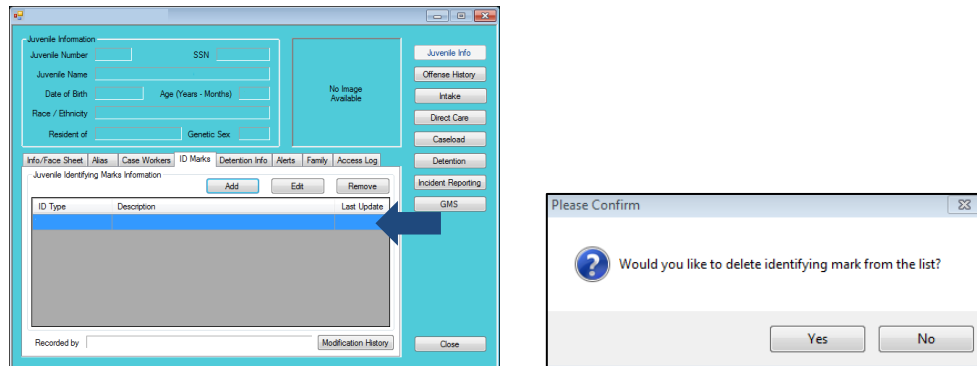 Juvenile Information
Juvenile Number SSN
Juvenile Name
Date of Birth Age (Years - Months)
Race / Ethnicity
Resident of Genetic Sex
No Image
Available
Juvenile Info
Offense History
Intake
Direct Care
Caseload
Detention
Incident Reporting
GMS
Info/Face Sheet Alias Case Workers ID Marks Detention Info Alerts Family Access Log
Juvenile Identifying Marks Information
Add Edit Remove
ID Type Description Last Update
Recorded by Modification History Close
Please Confirm
Would you like to delete identifying mark from the list?
Yes No